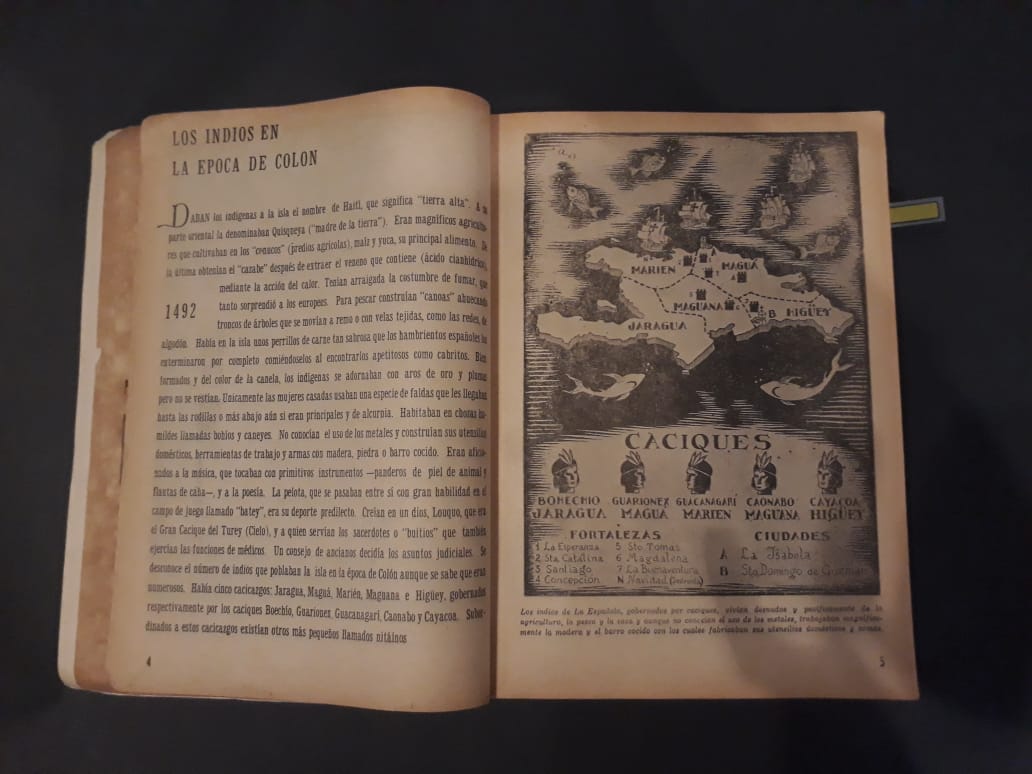 LOS INDIOS EN
LA EPOCA DE COLON
DABAN los indígenas a la isla el nombre de Haití, que significa "tierra alta". A su
parte oriental la denominaban Quisqueya ("madre de la tierra"). Eran magníficos agriculto-
res que cultivaban en los "conucos" (predios agrícolas), maíz y yuca, su principal alimento. De
la última obtenían el "cazabe" después de extraer el veneno que contiene (ácido cianhídrico),
mediante la acción del calor. Tenían arraigada la costumbre de fumar, que
1492
tanto sorprendió a los europeos. Para pescar construían "canoas" ahuecando
troncos de árboles que se movían a remo o con velas tejidas, como las redes, de
algodón. Había en la isla unos perrillos de carne tan sabrosa que los hambrientos españoles los
exterminaron por completo comiéndoselos al encontrarlos apetitosos como cabritos. Bien
formados y del color de la canela, los indígenas se adornaban con aros de oro y plumas
pero no se vestían. Unicamente las mujeres casadas usaban una especie de faldas que les llegaban
hasta las rodillas o más abajo aún si eran principales y de alcurnia. Habitaban en chozas hu-
mildes llamadas bohíos y caneyes. No conocían el uso de los metales y construían sus utensilios
domésticos, herramientas de trabajo y armas con madera, piedra o barro cocido. Eran aficio-
nados a la música, que tocaban con primitivos instrumentos —panderos de piel de animal y
flautas de caña—, y a la poesía. La pelota, que se pasaban entre sí con gran habilidad en el
campo de juego llamado "batey", era su deporte predilecto. Creían en un dios, Louquo, que era
el Gran Cacique del Turey (Cielo), y a quien servían los sacerdotes o "buitios" que también
ejercían las funciones de médicos. Un consejo de ancianos decidía los asuntos judiciales. Se
desconoce el número de indios que poblaban la isla en la época de Colón aunque se sabe que eran
numerosos. Había cinco cacicazgos: Jaragua, Maguá, Marién, Maguana e Higüey, gobernados
respectivamente por los caciques Boechío, Guarionex, Guacanagarí, Caonabo y Cayacoa. Subor-
dinados a estos cacicazgos existían otros más pequeños llamados nitaínos
4
MARIEN
MAGUA
MAGUANA
JARAGUA
B HIGÜEY
CACIQUES
BOHECHIO GUARIONEX GUACANAGARÍ CAONABO CAYACOA
JARAGUA MAGUA MARIEN MAGUANA HIGÜEY
FORTALEZAS CIUDADES
1 La Esperanza 5 Sto Tomas
2 Sta Catalina 6 Magdalena
3 Santiago 7 La Buenaventura
4 Concepcion N Navidad
A La Isabela
B Sto Domingo de Guzman
Los indios de La Española, gobernados por caciques, vivían desnudos y pacíficamente de la
agricultura, la pesca y la caza y aunque no conocían el uso de los metales, trabajaban magnífica-
mente la madera y el barro cocido con los cuales fabricaban sus utensilios domésticos y armas.
5